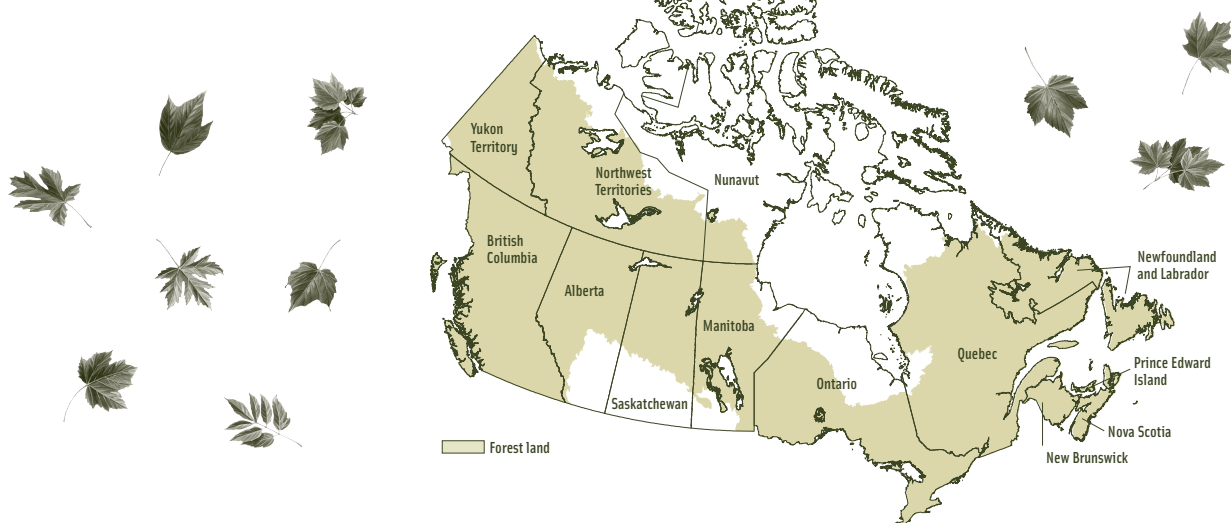 Yukon
Territory
Northwest
Territories
Nunavut
British
Columbia
Alberta
Manitoba
Saskatchewan
Ontario
Quebec
Newfoundland
and Labrador
Prince Edward
Island
Nova Scotia
New Brunswick
Forest land